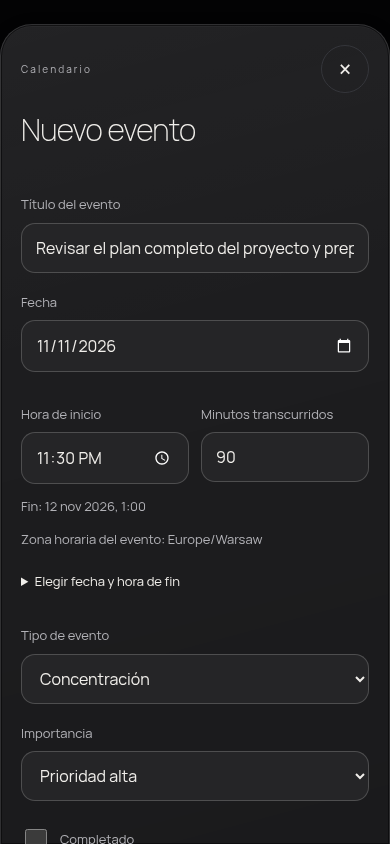 Calendario
Nuevo evento
Título del evento
Revisar el plan completo del proyecto y prep
Fecha
11/11/2026
Hora de inicio
Minutos transcurridos
11:30 PM
90
Fin: 12 nov 2026, 1:00
Zona horaria del evento: Europe/Warsaw
Elegir fecha y hora de fin
Tipo de evento
Concentración
Importancia
Prioridad alta
Completado